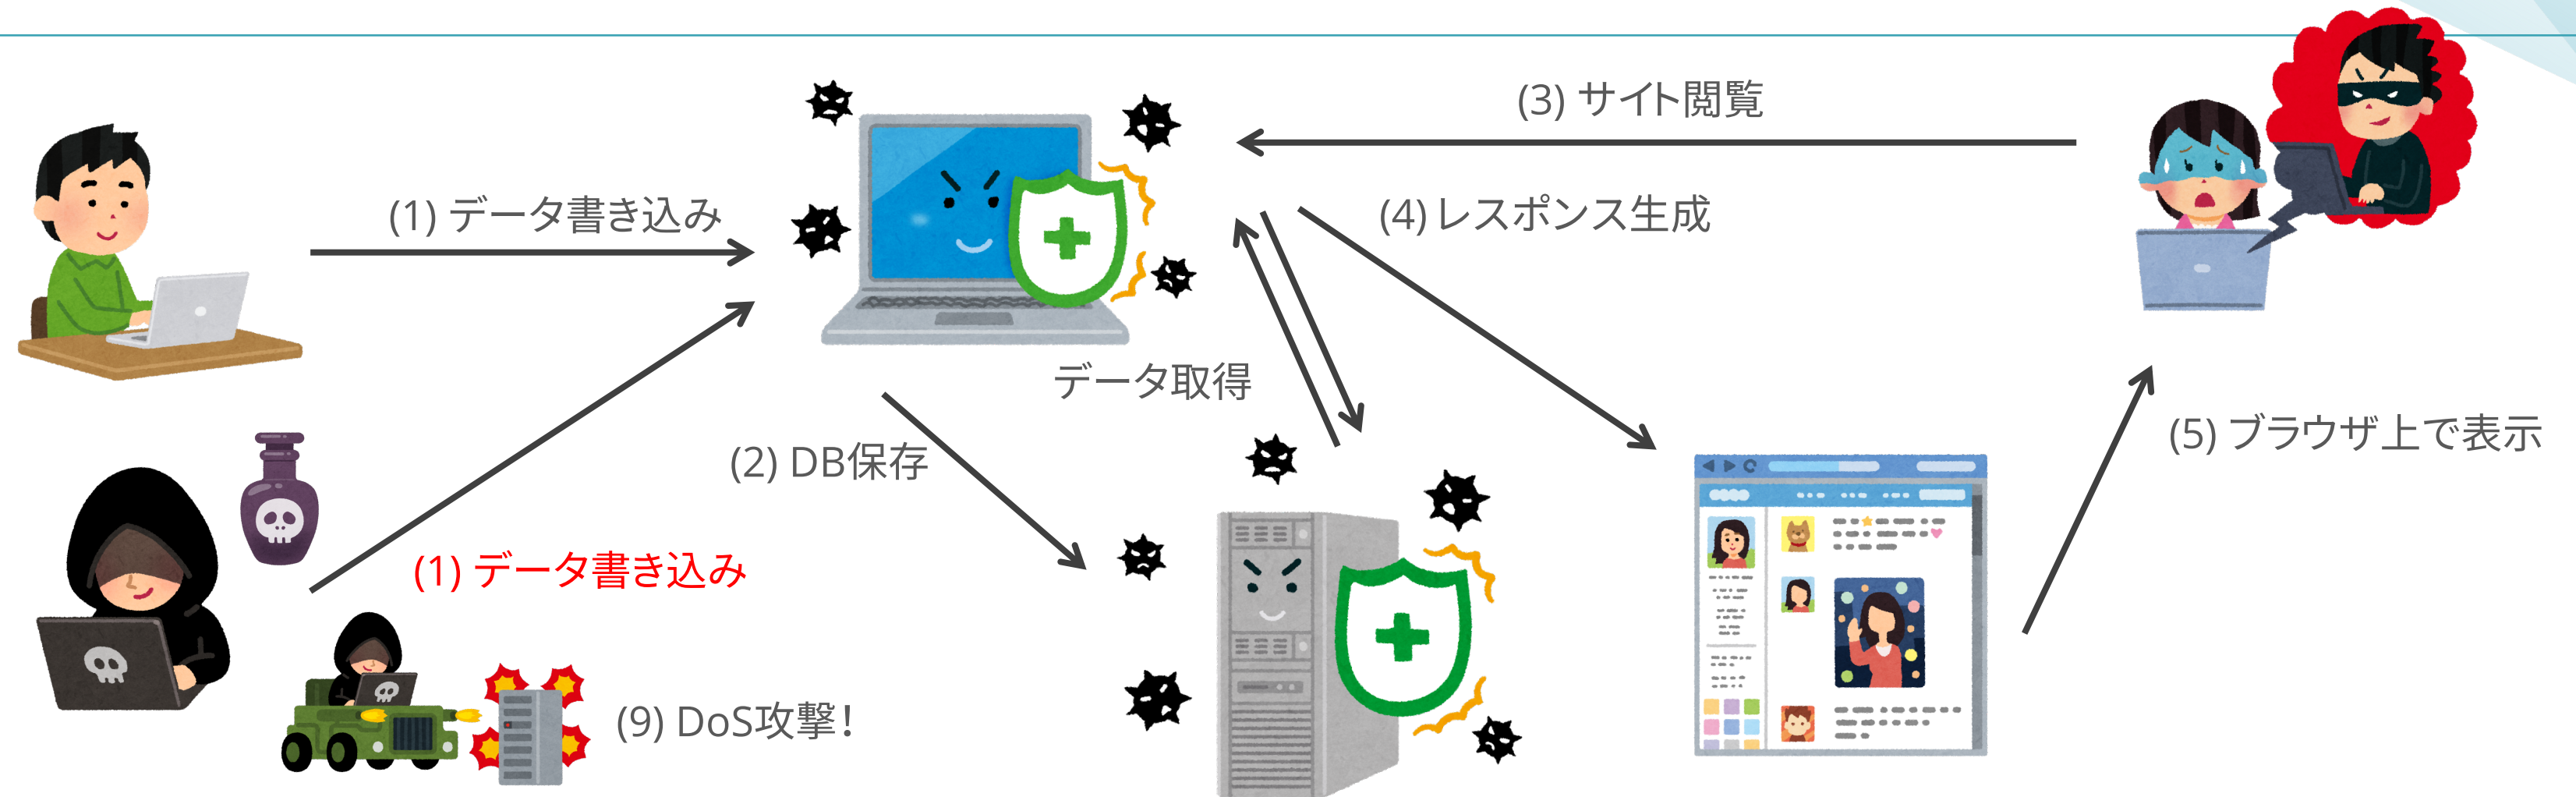 (3) サイト閲覧
(1) データ書き込み
(4) レスポンス生成
データ取得
(2) DB保存
(5) ブラウザ上で表示
(1) データ書き込み
(9) DoS攻撃！